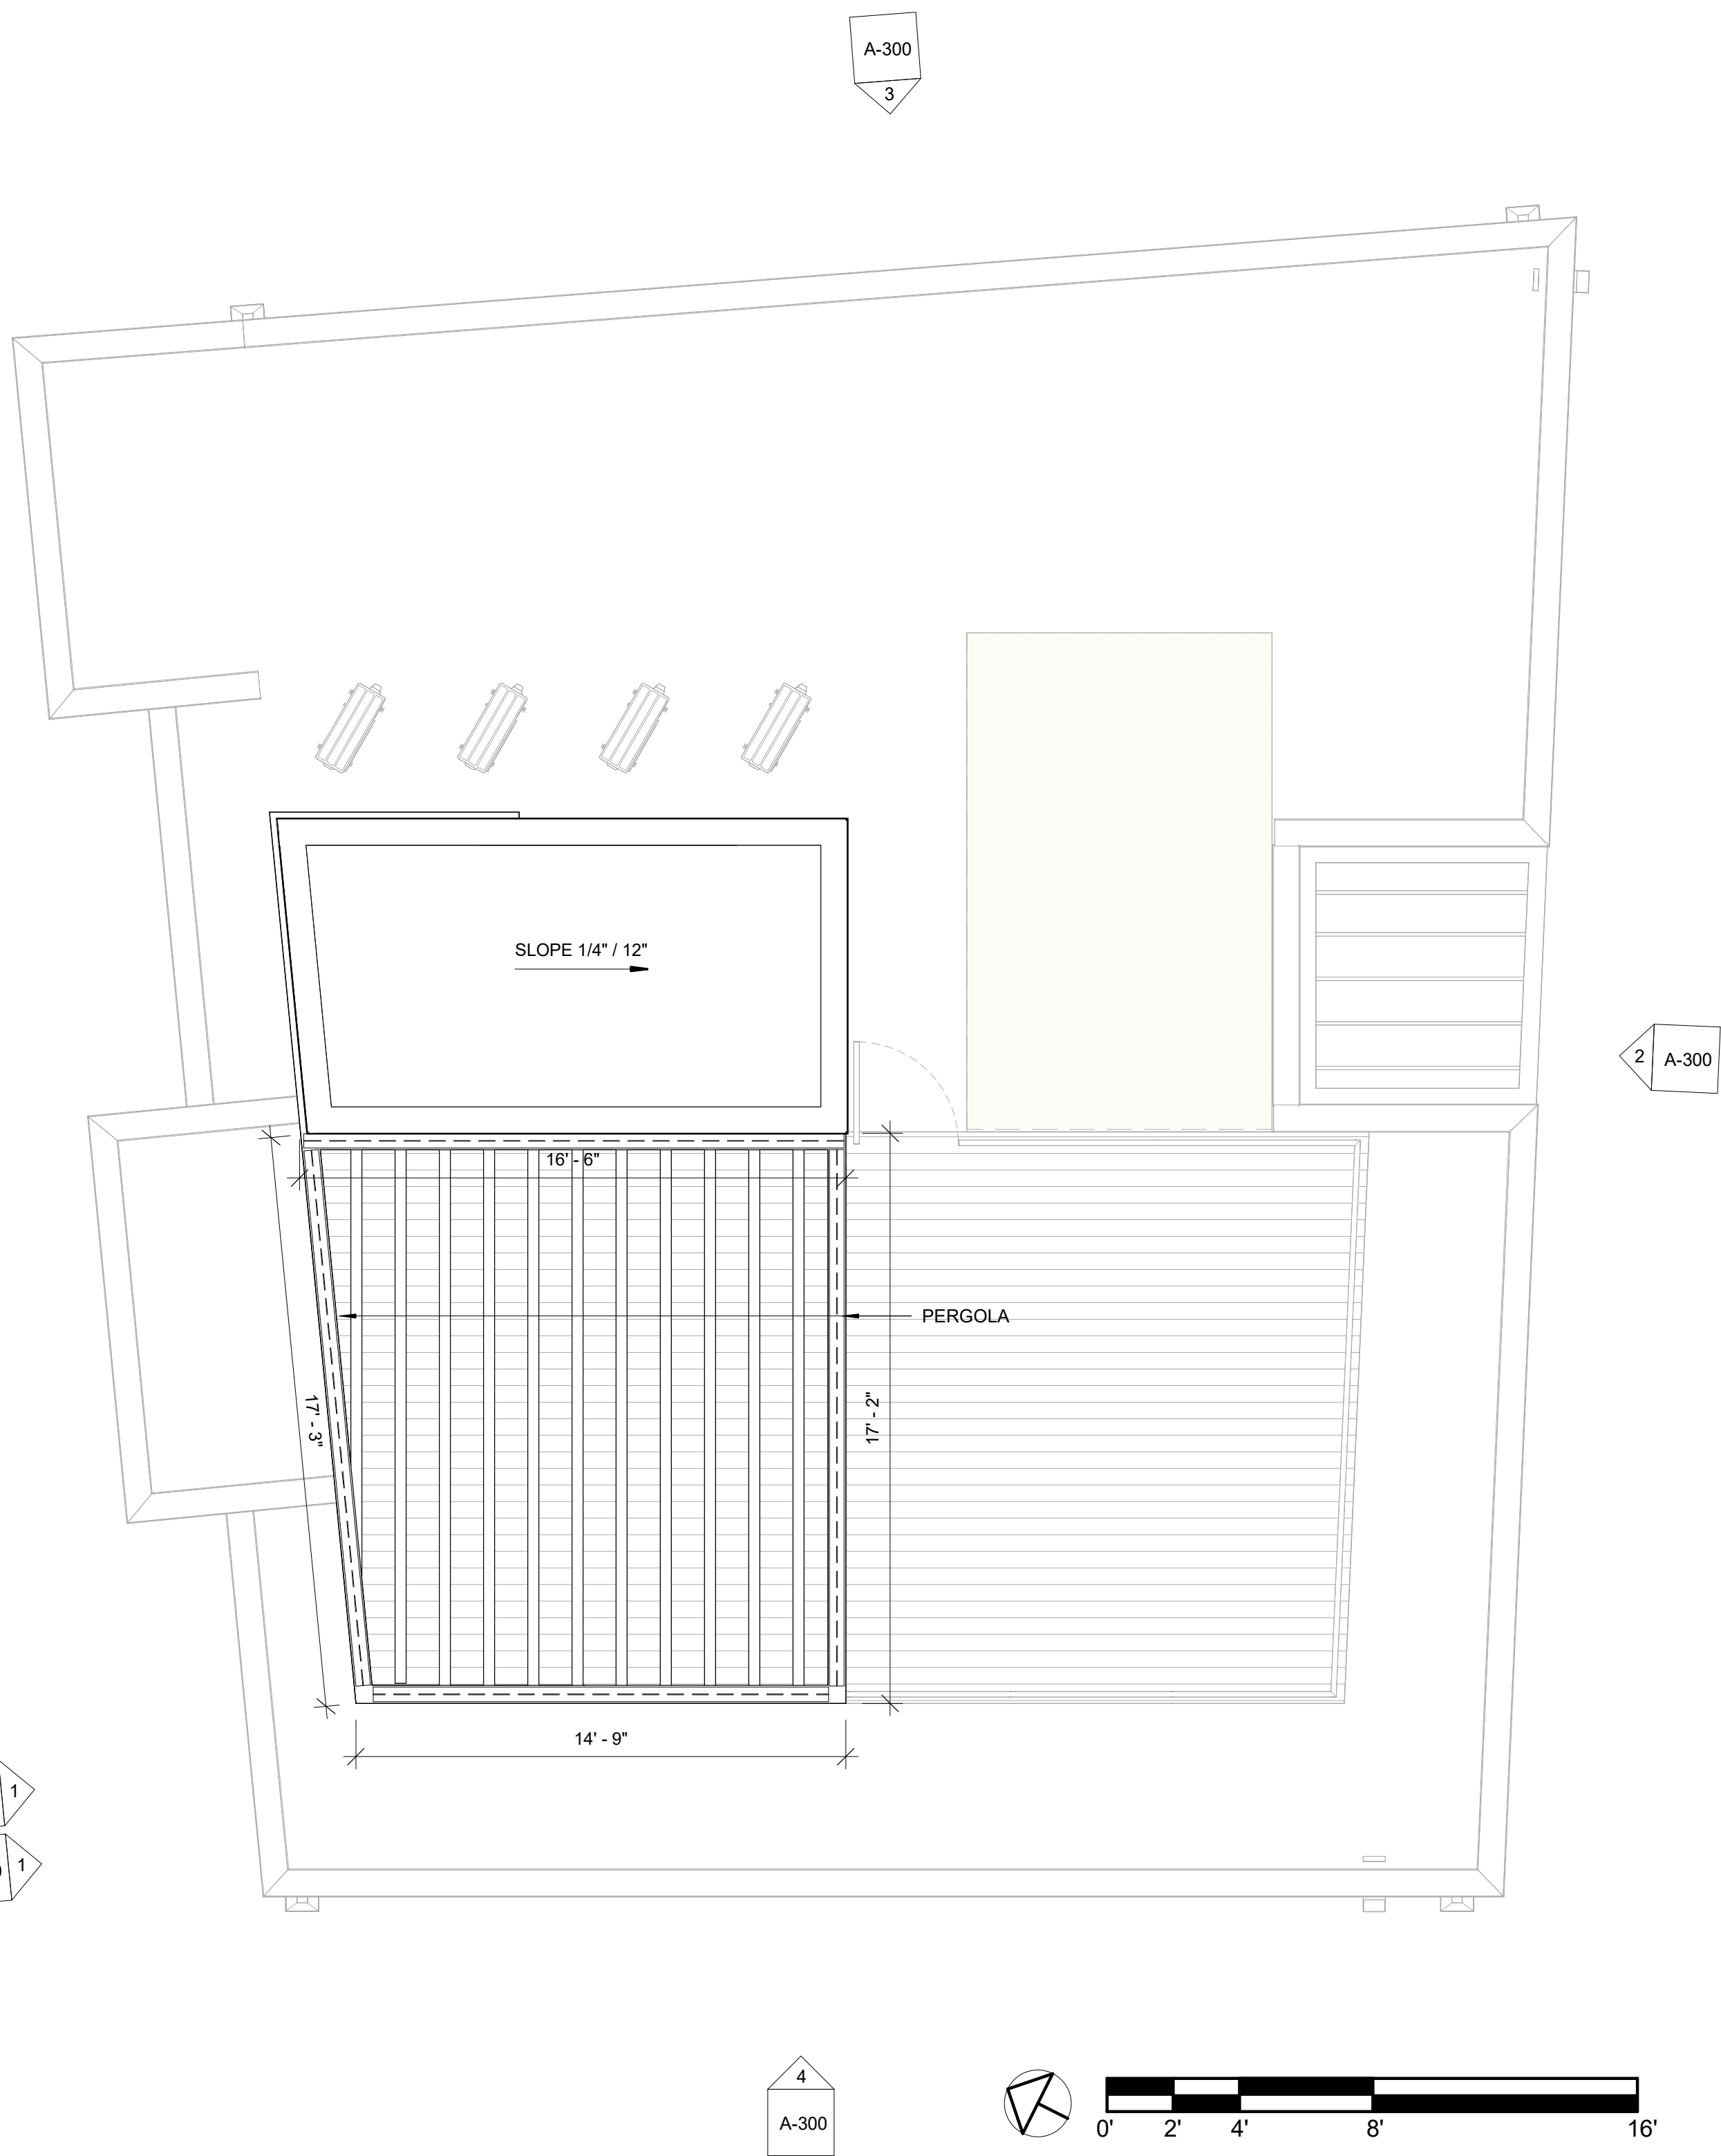 A-300
3
SLOPE 1/4" / 12"
2
A-300
16' - 6"
PERGOLA
17' - 3"
17' - 2"
14' - 9"
1
1
4
A-300
0' 2' 4' 8' 16'